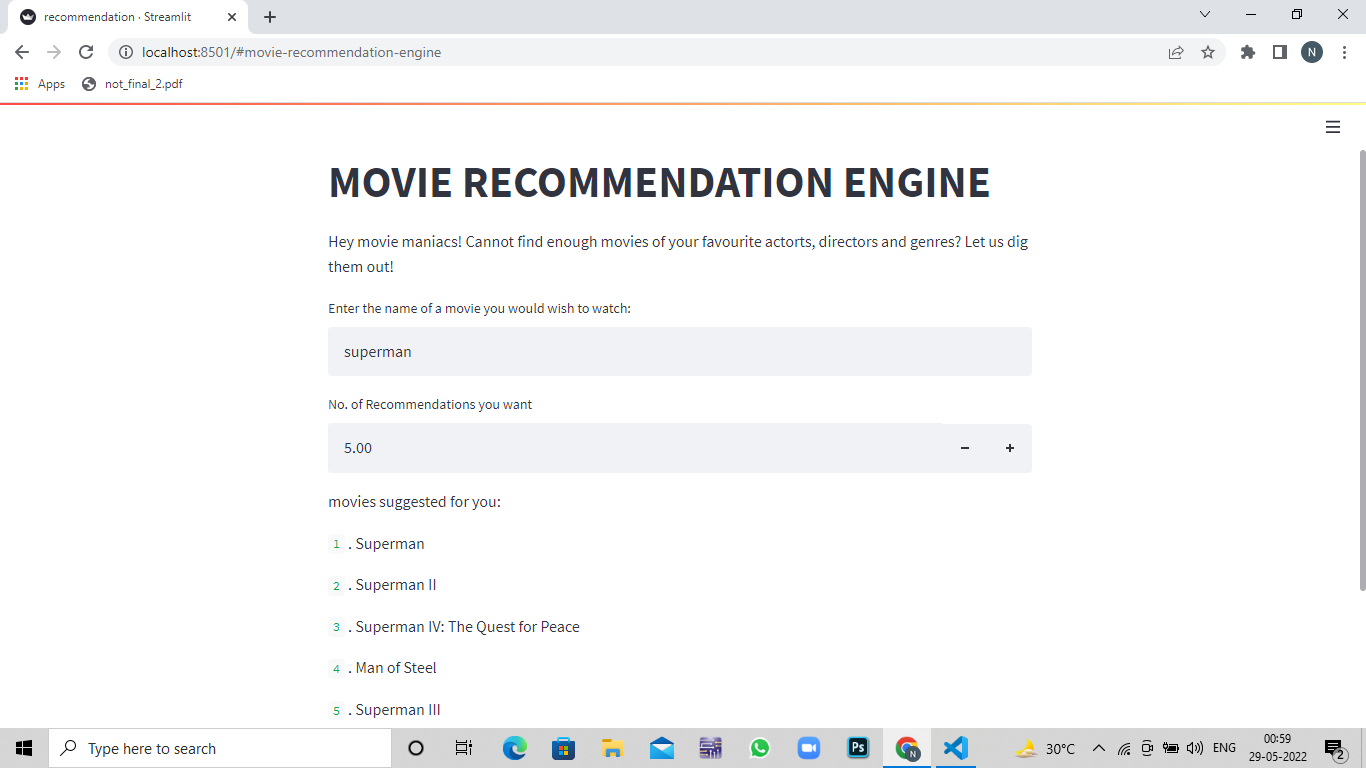 recommendation · Streamlit
localhost:8501/#movie-recommendation-engine
N
Apps
not_final_2.pdf
MOVIE RECOMMENDATION ENGINE
Hey movie maniacs! Cannot find enough movies of your favourite actorts, directors and genres? Let us dig
them out!
Enter the name of a movie you would wish to watch:
superman
No. of Recommendations you want
5.00
movies suggested for you:
1 . Superman
2 . Superman II
3 . Superman IV: The Quest for Peace
4 . Man of Steel
5 . Superman III
Type here to search
Ps
N
30°C
ENG
00:59
29-05-2022
2